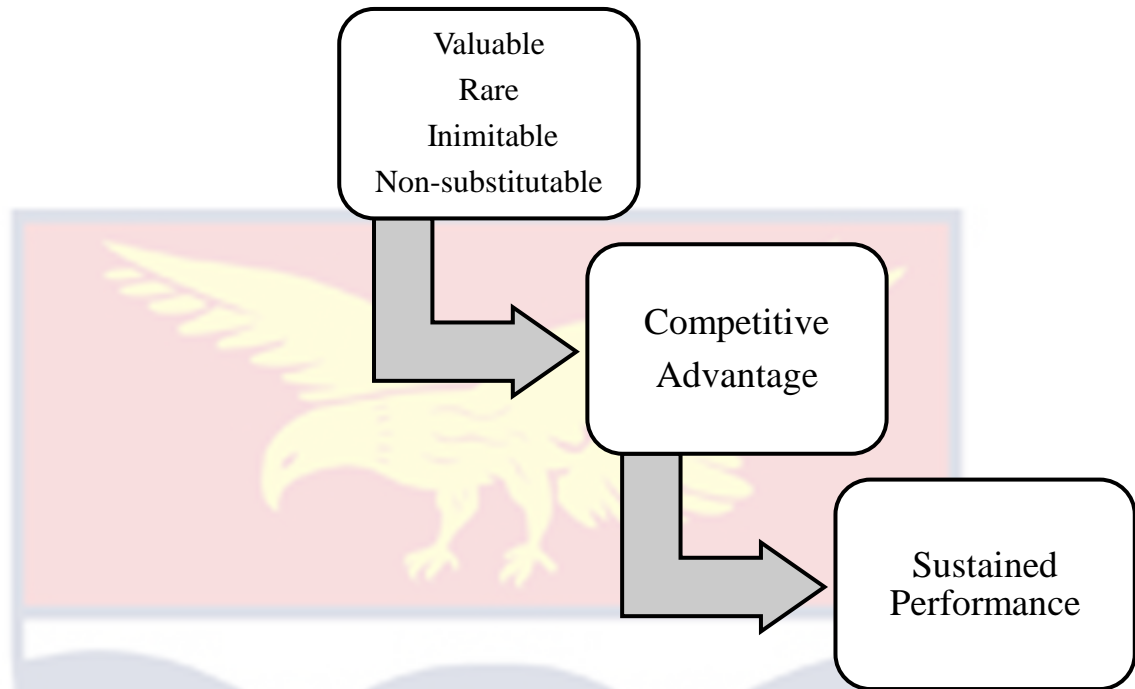 Valuable
Rare
Inimitable
Non-substitutable
Competitive
Advantage
Sustained
Performance